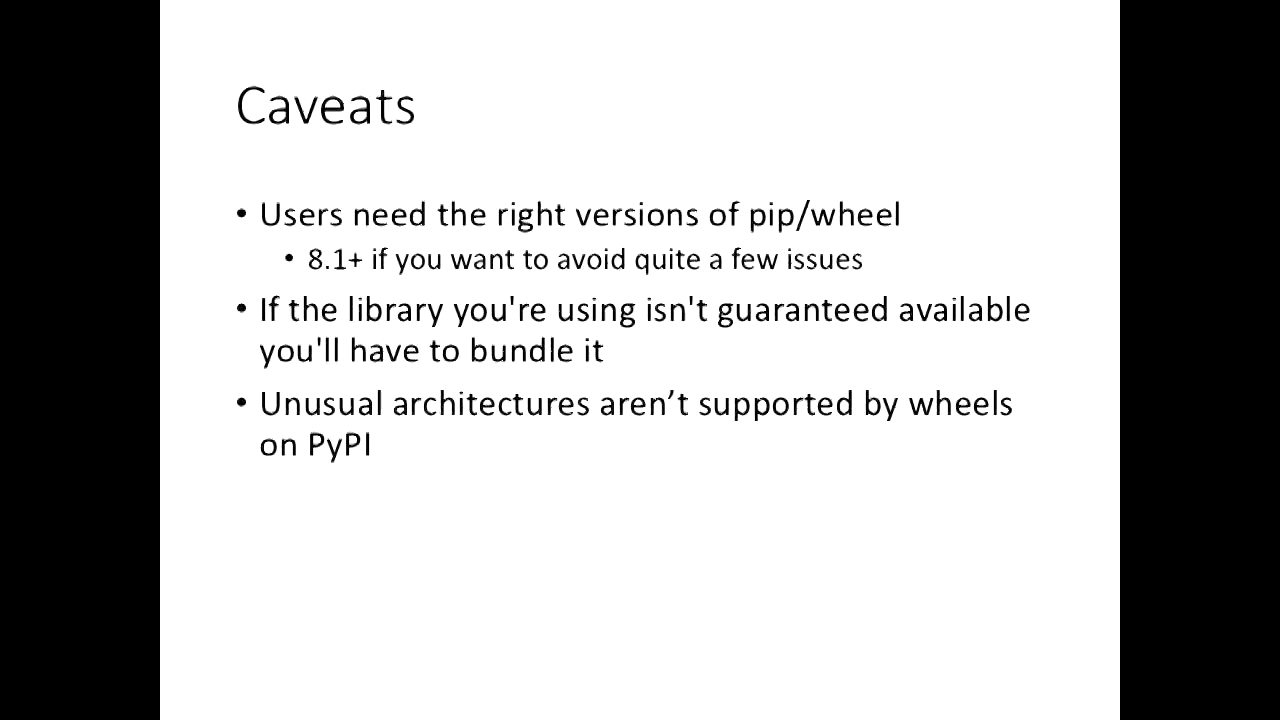 Caveats
• Users need the right versions of pip/wheel
• 8.1+ if you want to avoid quite a few issues
• If the library you're using isn't guaranteed available
you'll have to bundle it
• Unusual architectures aren’t supported by wheels
on PyPI